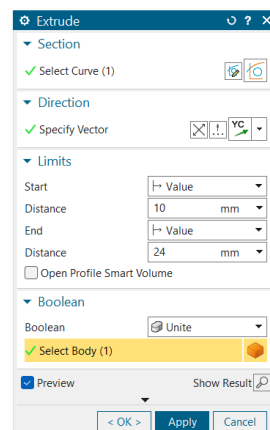 Extrude ?
Section
Select Curve (1)
Direction
Specify Vector YC
Limits
Start Value
Distance 10 mm
End Value
Distance 24 mm
Open Profile Smart Volume
Boolean
Boolean Unite
Select Body (1)
Preview Show Result
< OK > Apply Cancel